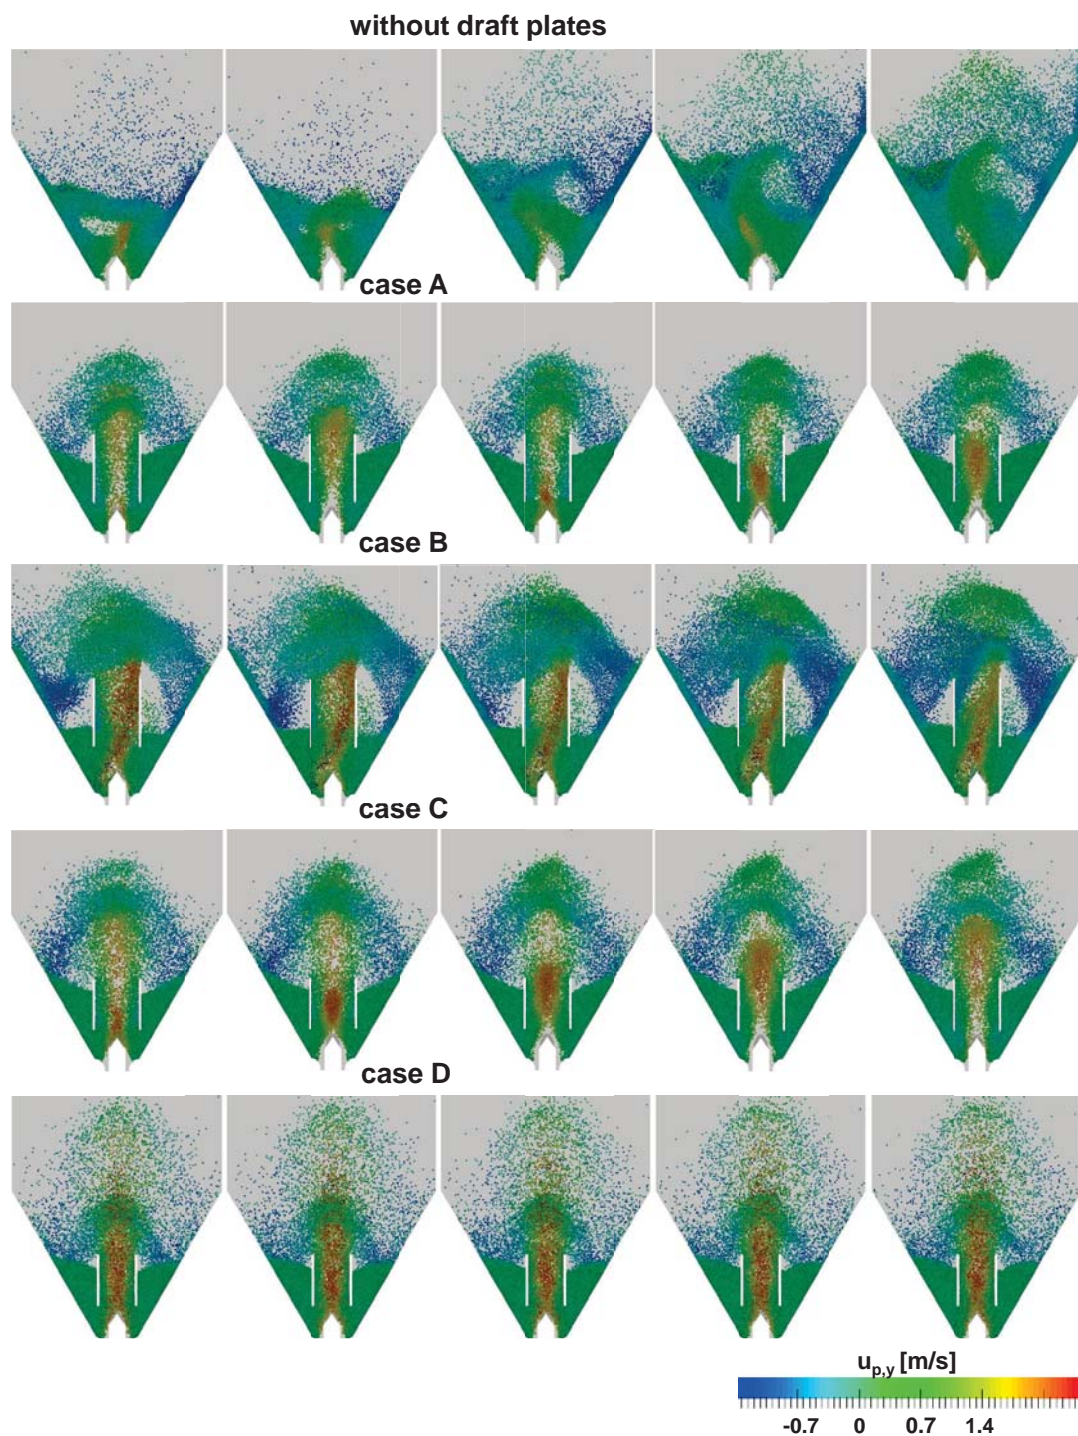 without draft plates
case A
case B
case C
case D
u_p,y [m/s]
-0.7 0 0.7 1.4